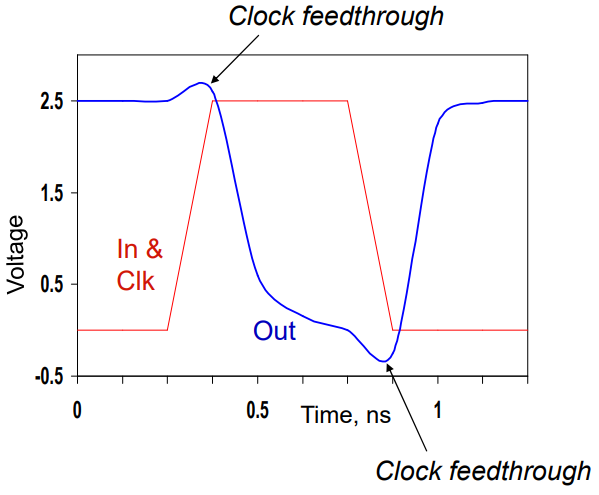 Clock feedthrough
2.5
1.5
In &
Clk
0.5
Voltage
Out
-0.5
0
0.5
Time, ns
1
Clock feedthrough